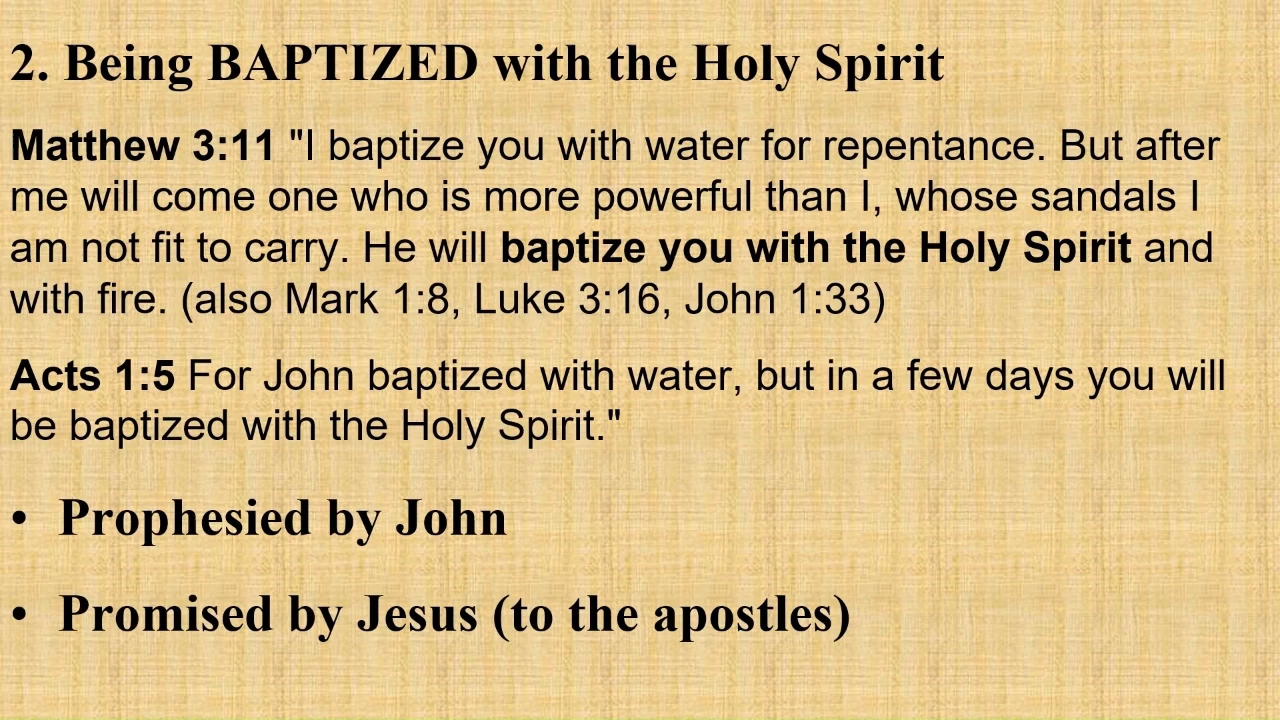 2. Being BAPTIZED with the Holy Spirit
Matthew 3:11 "I baptize you with water for repentance. But after
me will come one who is more powerful than I, whose sandals I
am not fit to carry. He will baptize you with the Holy Spirit and
with fire. (also Mark 1:8, Luke 3:16, John 1:33)
Acts 1:5 For John baptized with water, but in a few days you will
be baptized with the Holy Spirit."
• Prophesied by John
• Promised by Jesus (to the apostles)